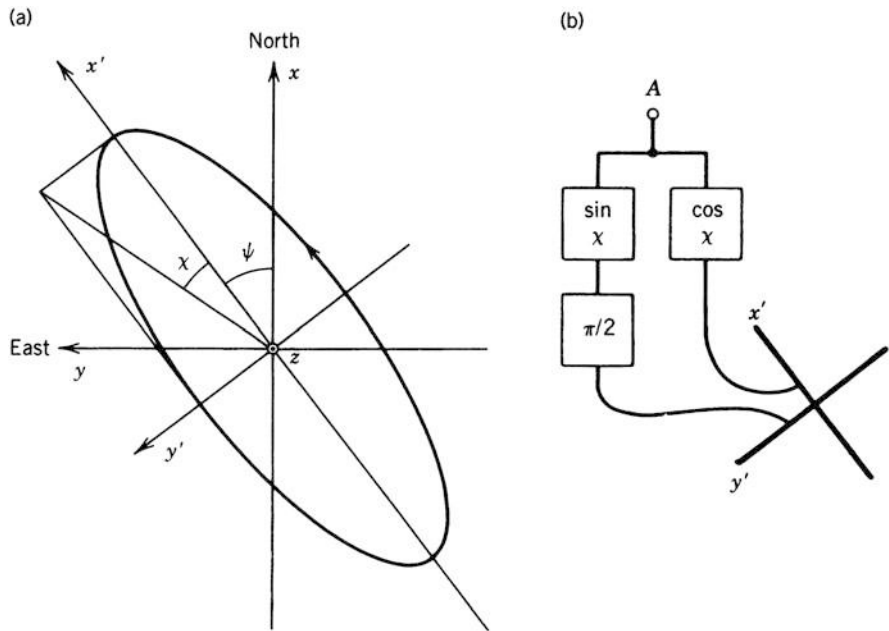 (a)
North
x'
x
χ
ψ
East
y
z
y'
(b)
A
sin
χ
cos
χ
π/2
x'
y'